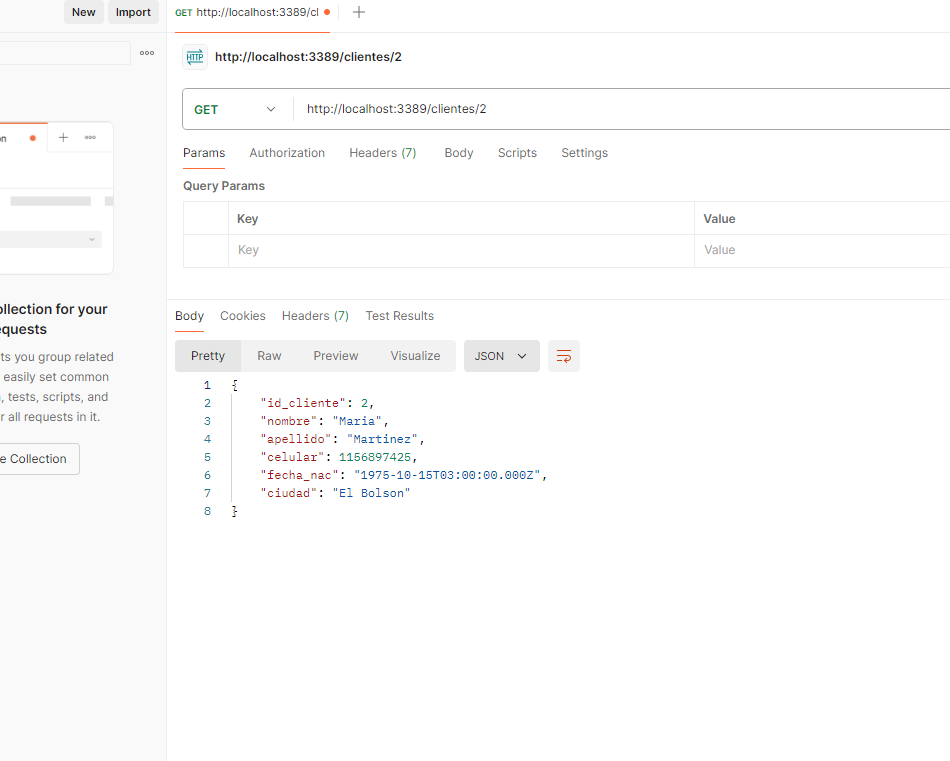 New Import
GET http://localhost:3389/cl
http://localhost:3389/clientes/2
GET http://localhost:3389/clientes/2
Params Authorization Headers (7) Body Scripts Settings
Query Params
Key Value
Key Value
Body Cookies Headers (7) Test Results
Pretty Raw Preview Visualize JSON
1 {
2 "id_cliente": 2,
3 "nombre": "Maria",
4 "apellido": "Martinez",
5 "celular": 1156897425,
6 "fecha_nac": "1975-10-15T03:00:00.000Z",
7 "ciudad": "El Bolson"
8 }
on
ollection for your
equests
ts you group related
easily set common
, tests, scripts, and
r all requests in it.
e Collection